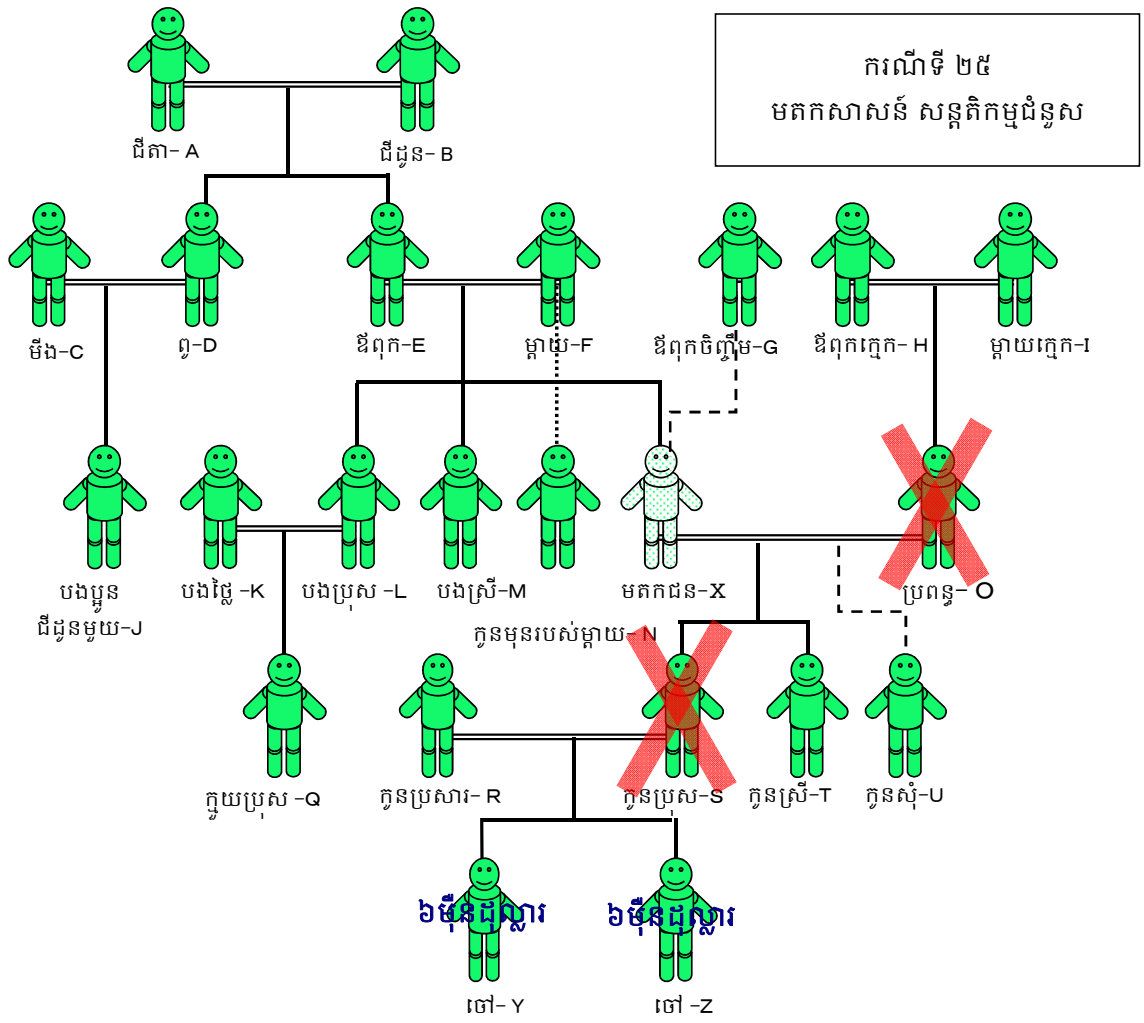 ករណីទី ២៥
មតកសាសន៍ សន្តតិកម្មជំនួស
ជីតា- A
ជីដូន- B
មីង-C
ពូ-D
ឪពុក-E
ម្តាយ-F
ឪពុកចិញ្ចឹម-G
ឪពុកក្មេក- H
ម្តាយក្មេក-I
បងប្អូន
ជីដូនមួយ-J
បងថ្លៃ -K
បងប្រុស -L
បងស្រី-M
កូនមុនរបស់ម្តាយ- N
មតកជន-X
ប្រពន្ធ- O
ក្មួយប្រុស -Q
កូនប្រសារ- R
កូនប្រុស-S
កូនស្រី-T
កូនសុំ-U
៦ម៉ឺនដុល្លារ
៦ម៉ឺនដុល្លារ
ចៅ- Y
ចៅ -Z